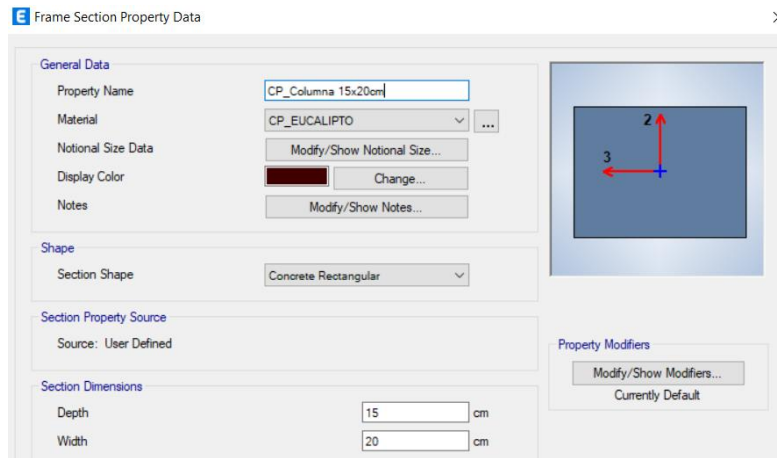 E Frame Section Property Data
General Data
Property Name CP_Columna 15x20cm
Material CP_EUCALIPTO ...
Notional Size Data Modify/Show Notional Size...
Display Color Change...
Notes Modify/Show Notes...
2
3
Shape
Section Shape Concrete Rectangular
Section Property Source
Source: User Defined
Property Modifiers
Modify/Show Modifiers...
Currently Default
Section Dimensions
Depth 15 cm
Width 20 cm